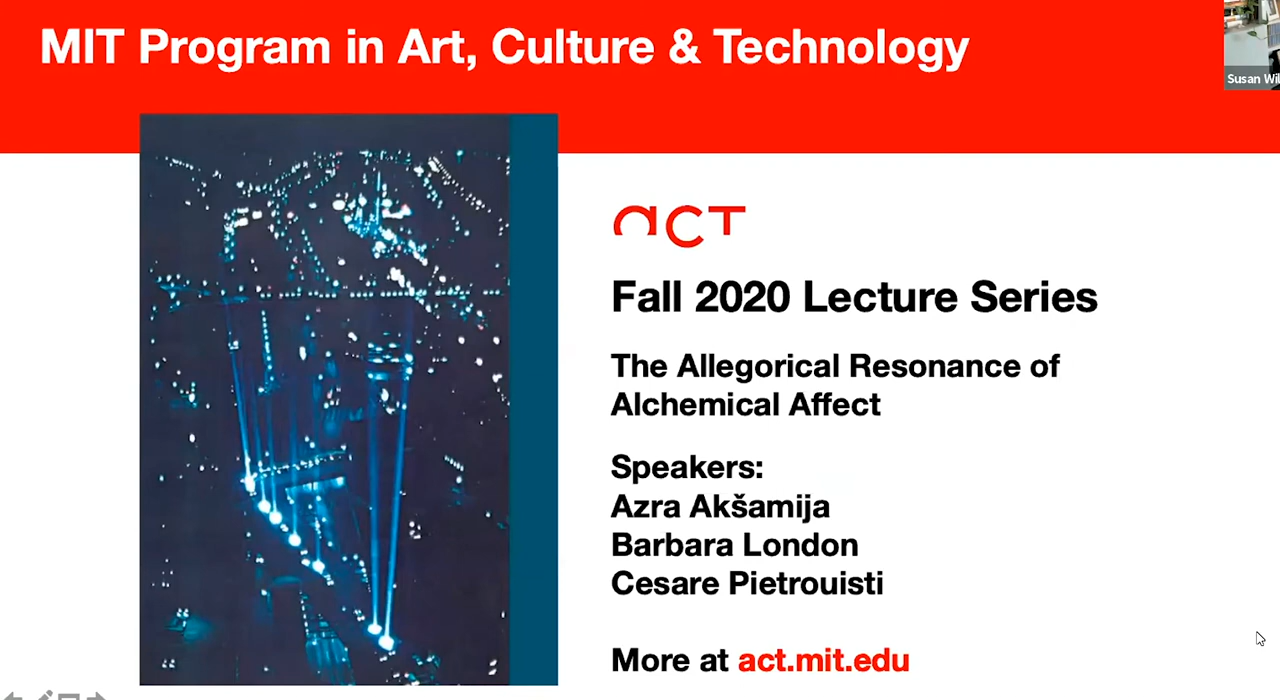 MIT Program in Art, Culture & Technology
Susan Wil
act
Fall 2020 Lecture Series
The Allegorical Resonance of
Alchemical Affect
Speakers:
Azra Akšamija
Barbara London
Cesare Pietrouisti
More at act.mit.edu